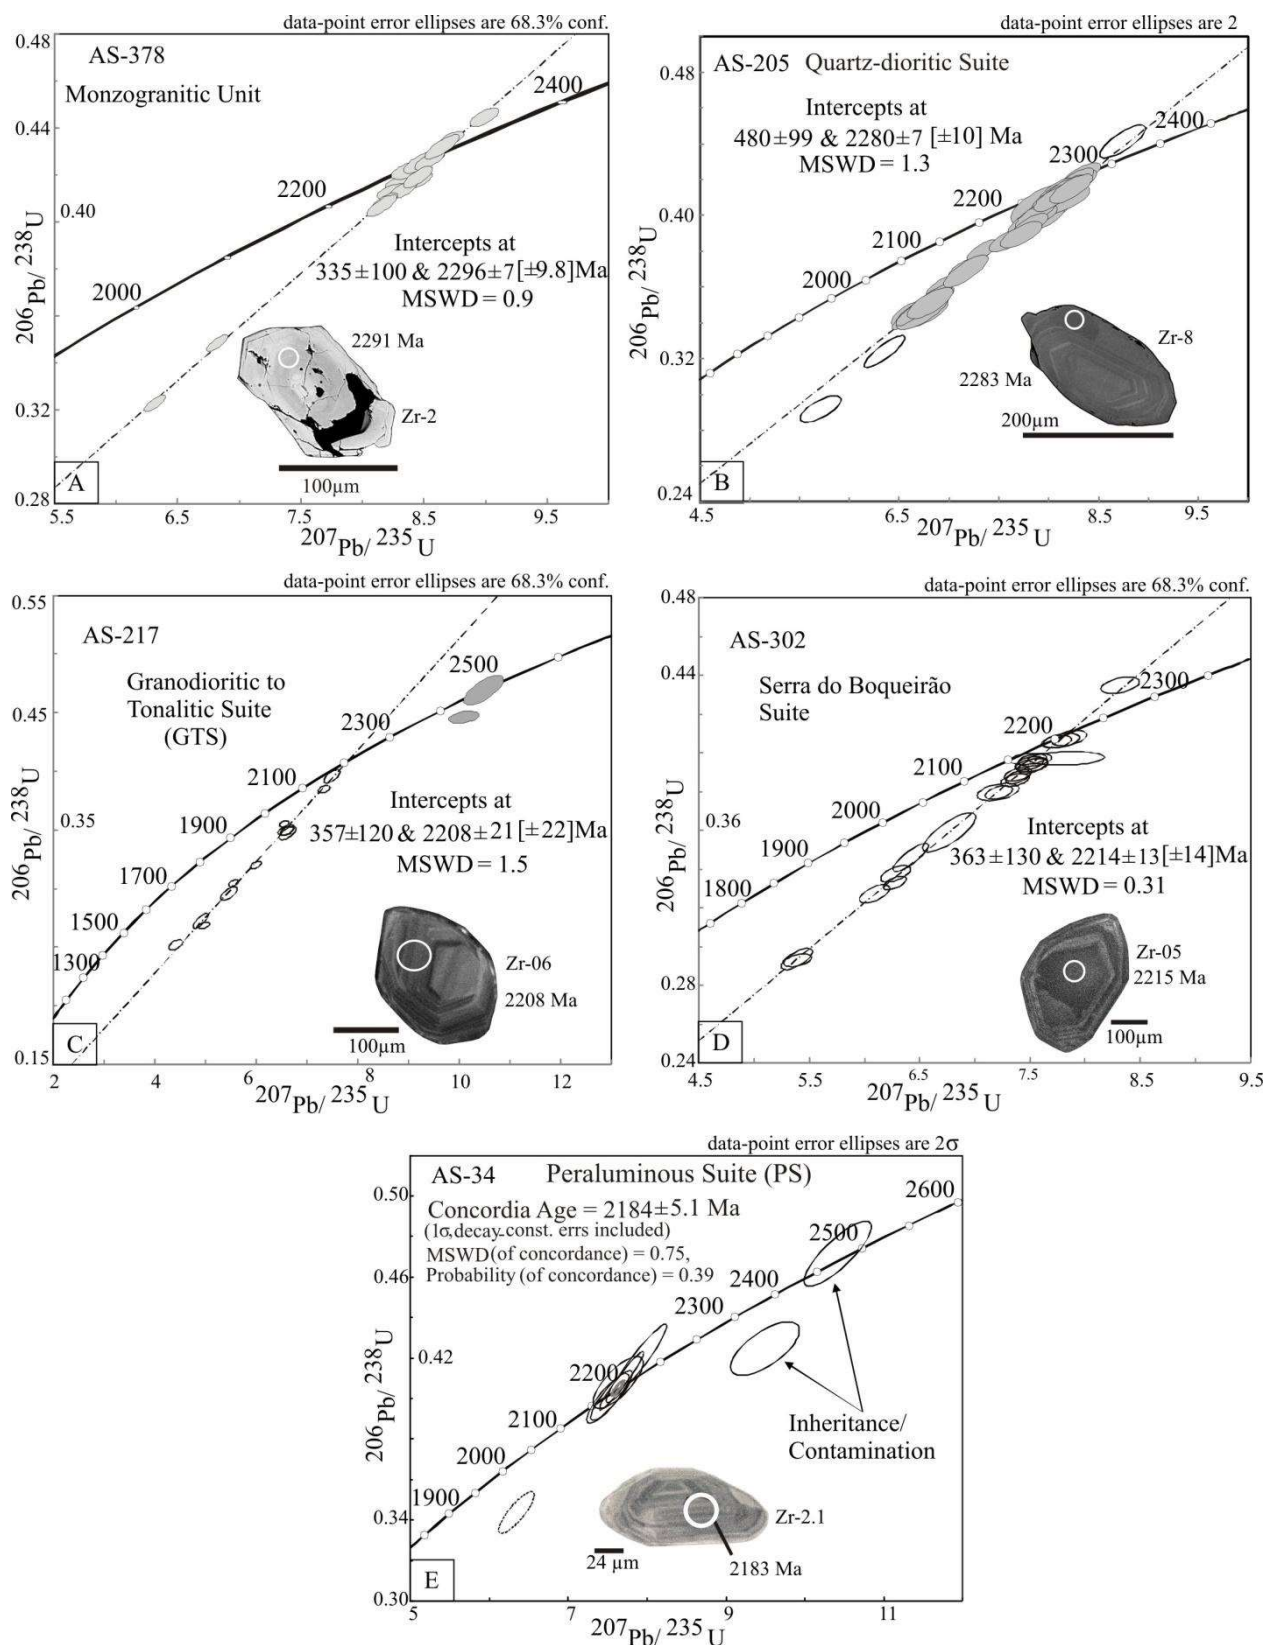 data-point error ellipses are 68.3% conf.
0.48
AS-378
Monzogranitic Unit
2400
0.44
2200
0.40
206Pb/ 238U
Intercepts at
335±100 & 2296±7[±9.8]Ma
MSWD = 0.9
2000
2291 Ma
0.32
Zr-2
100µm
A
0.28
5.5
6.5
7.5
8.5
9.5
207Pb/ 235U
data-point error ellipses are 2
0.48
AS-205 Quartz-dioritic Suite
Intercepts at
480±99 & 2280±7 [±10] Ma
MSWD = 1.3
2400
2300
2200
0.40
2100
2000
206Pb/ 238U
0.32
Zr-8
2283 Ma
200µm
B
0.24
4.5
6.5
8.5
9.5
207Pb/ 235U
data-point error ellipses are 68.3% conf.
0.55
AS-217
Granodioritic to
Tonalitic Suite
(GTS)
2500
0.45
2300
2100
206Pb/ 238U
0.35
1900
Intercepts at
357±120 & 2208±21 [±22]Ma
MSWD = 1.5
1700
1500
1300
Zr-06
2208 Ma
100µm
C
0.15
2
4
6
8
10
12
207Pb/ 235U
data-point error ellipses are 68.3% conf.
0.48
AS-302
Serra do Boqueirão
Suite
0.44
2300
2200
2100
2000
206Pb/ 238U
0.36
1900
Intercepts at
363±130 & 2214±13[±14]Ma
MSWD = 0.31
1800
Zr-05
2215 Ma
0.28
100µm
D
0.24
4.5
5.5
6.5
7.5
8.5
9.5
207Pb/ 235U
data-point error ellipses are 2σ
AS-34 Peraluminous Suite (PS)
0.50
Concordia Age = 2184±5.1 Ma
(1σ,decay-const. errs included)
MSWD (of concordance) = 0.75,
Probability (of concordance) = 0.39
2600
2500
0.46
2400
2300
0.42
2200
206Pb/ 238U
2100
2000
1900
Inheritance/
Contamination
0.34
Zr-2.1
24 µm
2183 Ma
E
0.30
5
7
9
11
207Pb/ 235U